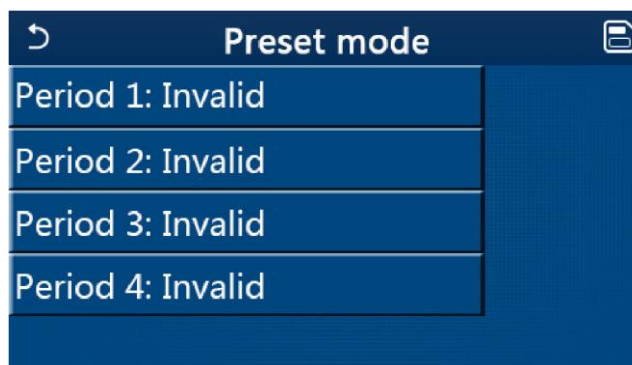 Preset mode
Period 1: Invalid
Period 2: Invalid
Period 3: Invalid
Period 4: Invalid